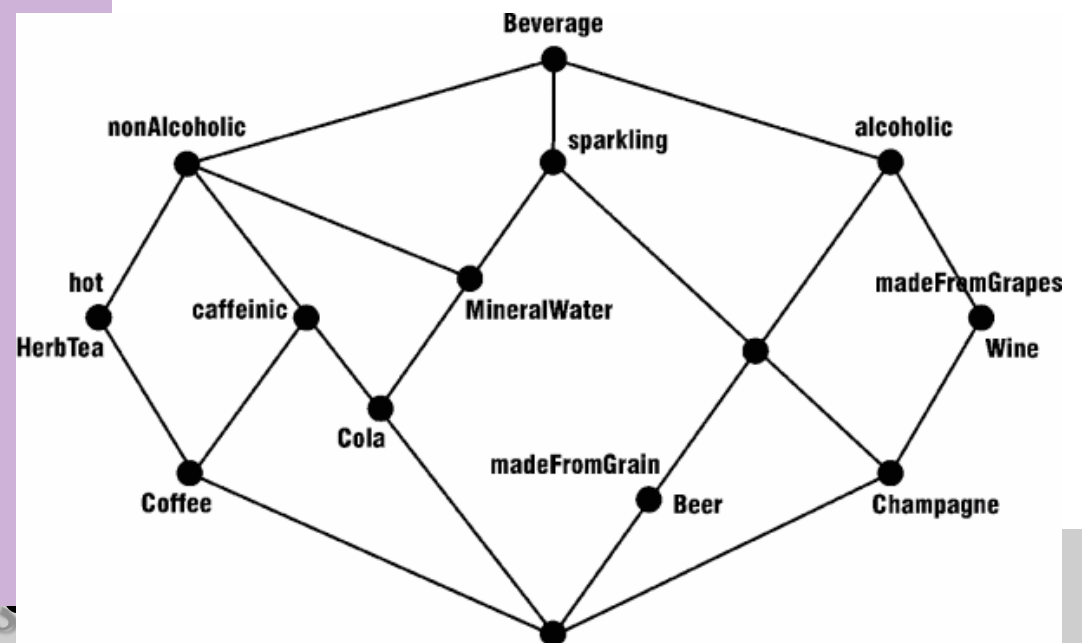 Beverage
nonAlcoholic
alcoholic
sparkling
hot
caffeinic
MineralWater
madeFromGrapes
HerbTea
Wine
Cola
madeFromGrain
Coffee
Beer
Champagne